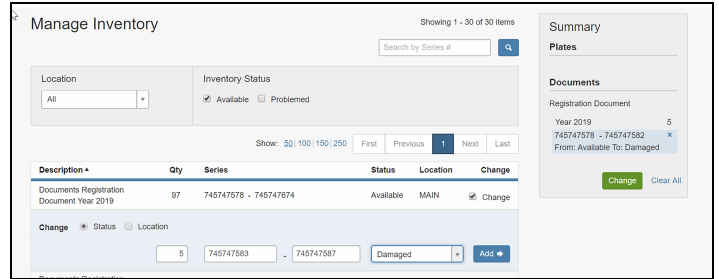 Manage Inventory
Showing 1 - 30 of 30 items
Search by Series #
Location
All
Inventory Status
Available
Problemed
Show: 50 | 100 | 150 | 250
First Previous 1 Next Last
Description Qty Series Status Location Change
Documents Registration
Document Year 2019
97 745747578 - 745747674 Available MAIN Change
Change Status Location
5 745747583 - 745747587 Damaged Add
Documents Registration
Summary
Plates
Documents
Registration Document
Year 2019 5
745747578 - 745747582 ×
From: Available To: Damaged
Change Clear All